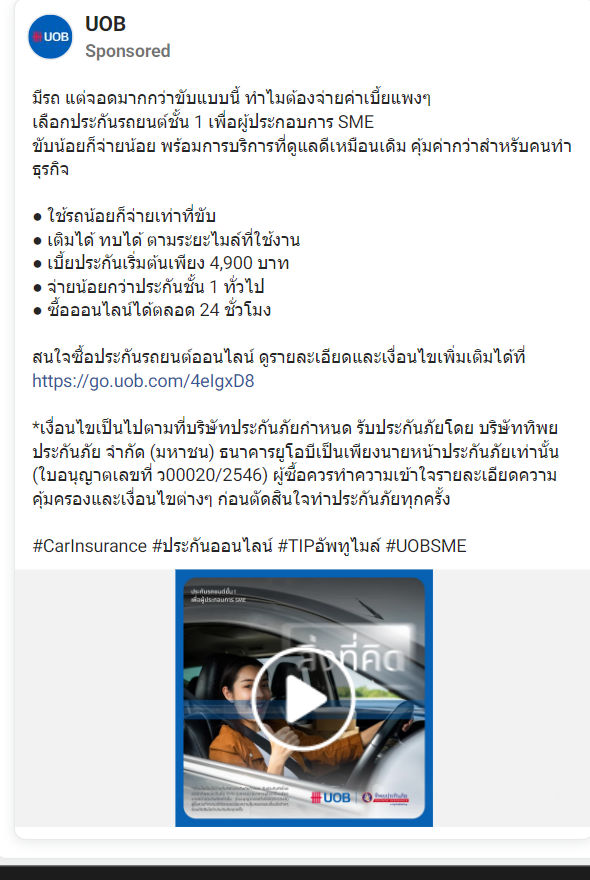 UOB
UOB
Sponsored
มีรถ แต่จอดมากกว่าขับแบบนี้ ทำไมต้องจ่ายค่าเบี้ยแพงๆ
เลือกประกันรถยนต์ชั้น 1 เพื่อผู้ประกอบการ SME
ขับน้อยก็จ่ายน้อย พร้อมการบริการที่ดูแลดีเหมือนเดิม คุ้มค่ากว่าสำหรับคนทำ
ธุรกิจ
● ใช้รถน้อยก็จ่ายเท่าที่ขับ
● เติมได้ ทบได้ ตามระยะไมล์ที่ใช้งาน
● เบี้ยประกันเริ่มต้นเพียง 4,900 บาท
● จ่ายน้อยกว่าประกันชั้น 1 ทั่วไป
● ซื้อออนไลน์ได้ตลอด 24 ชั่วโมง
สนใจซื้อประกันรถยนต์ออนไลน์ ดูรายละเอียดและเงื่อนไขเพิ่มเติมได้ที่
https://go.uob.com/4eIgxD8
*เงื่อนไขเป็นไปตามที่บริษัทประกันภัยกำหนด รับประกันภัยโดย บริษัททิพย
ประกันภัย จำกัด (มหาชน) ธนาคารยูโอบีเป็นเพียงนายหน้าประกันภัยเท่านั้น
(ใบอนุญาตเลขที่ ว00020/2546) ผู้ซื้อควรทำความเข้าใจรายละเอียดความ
คุ้มครองและเงื่อนไขต่างๆ ก่อนตัดสินใจทำประกันภัยทุกครั้ง
#CarInsurance #ประกันออนไลน์ #TIPอัพทูไมล์ #UOBSME
ประกันรถยนต์ชั้น 1
เพื่อผู้ประกอบการ SME
สิ่งที่คิด
UOB
ทิพยประกันภัย